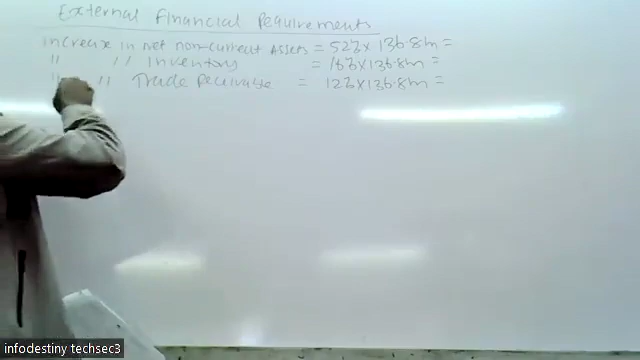 External Financial Requirements
increase in net non-current Assets = 52% x 136.8m =
" " Inventory = 16% x 136.8m =
" " Trade Receivable = 12% x 136.8m =
infodestiny techsec3